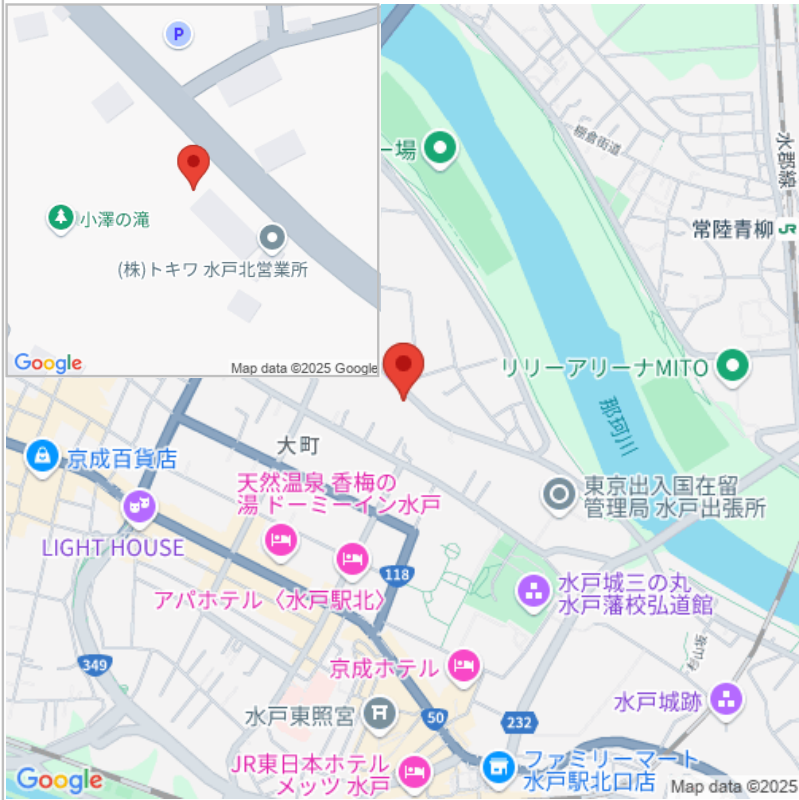 P
小澤の滝
(株)トキワ 水戸北営業所
Google
Map data ©2025 Google
ー場
棚倉街道
水郡線
常陸青柳
JR
リリーアリーナMITO
那珂川
大町
京成百貨店
天然温泉 香梅の
湯 ドーミーイン水戸
東京出入国在留
管理局 水戸出張所
LIGHT HOUSE
118
アパホテル〈水戸駅北〉
水戸城三の丸
水戸藩校弘道館
杉山坂
349
京成ホテル
水戸城跡
水戸東照宮
50
232
JR東日本ホテル
メッツ 水戸
ファミリーマート
水戸駅北口店
Google
Map data ©2025